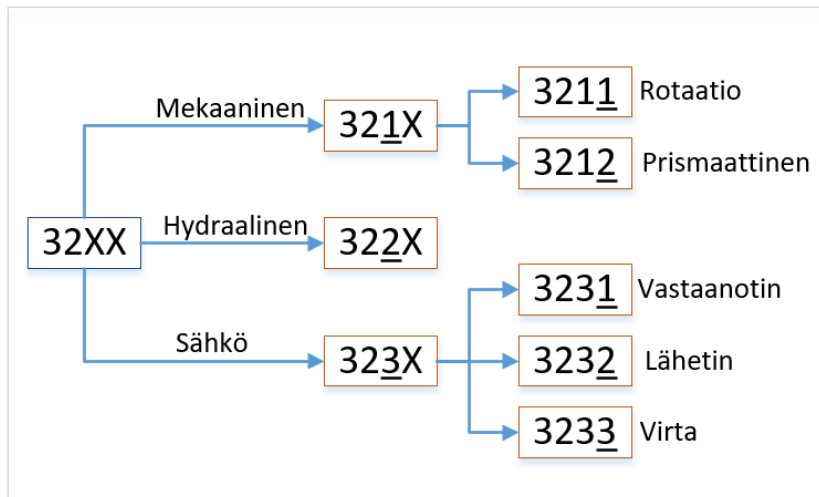 Mekaaninen
321X
3211 Rotaatio
3212 Prismaattinen
32XX
Hydraalinen
322X
Sähkö
323X
3231 Vastaanotin
3232 Lähetin
3233 Virta